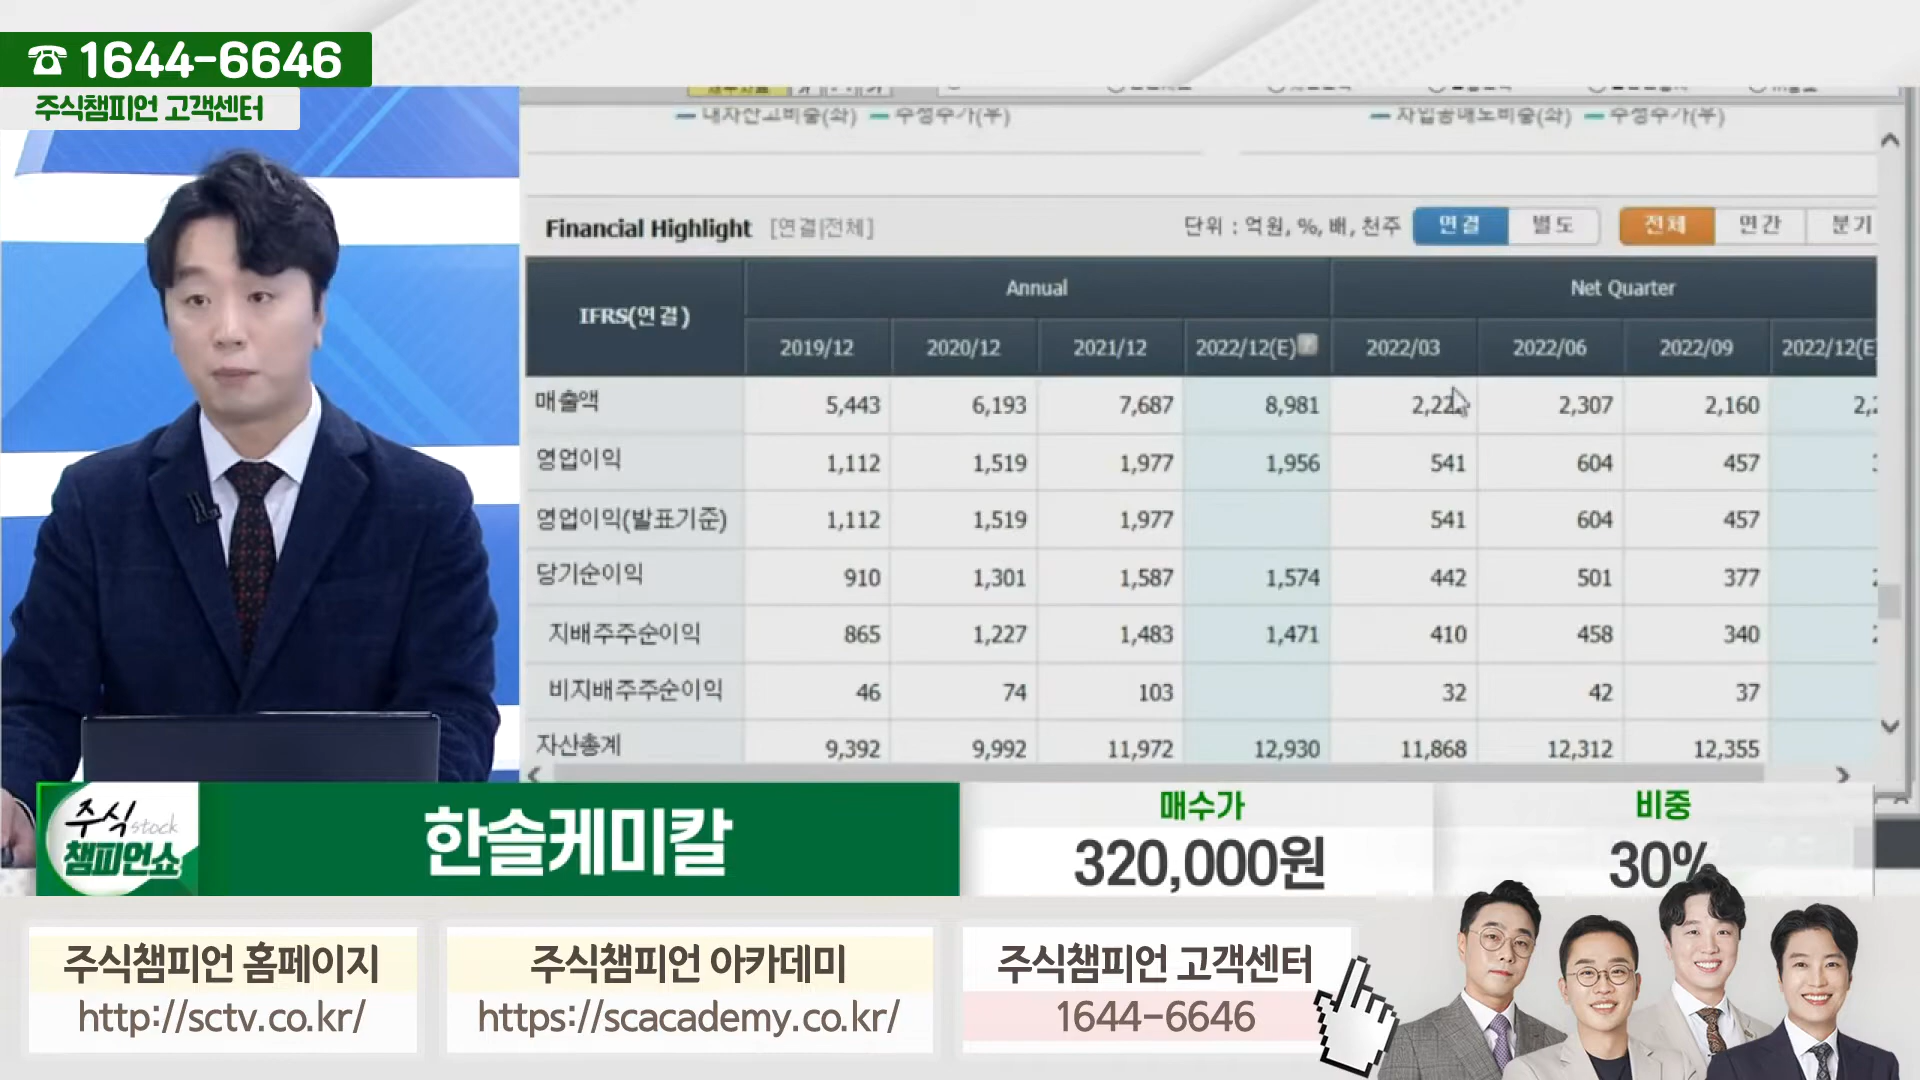 ☎ 1644-6646
주식챔피언 고객센터
Financial Highlight [연결|전체]
단위 : 억원, %, 배, 천주 연결 별도 전체 연간 분기
IFRS(연결) Annual Net Quarter
2019/12 2020/12 2021/12 2022/12(E) 2022/03 2022/06 2022/09 2022/12(E
매출액 5,443 6,193 7,687 8,981 2,307 2,160
영업이익 1,112 1,519 1,977 1,956 541 604 457
영업이익(발표기준) 1,112 1,519 1,977 541 604 457
당기순이익 910 1,301 1,587 1,574 442 501 377
지배주주순이익 865 1,227 1,483 1,471 410 458 340
비지배주주순이익 46 74 103 32 42 37
자산총계 9,392 9,992 11,972 12,930 11,868 12,312 12,355
주식 stock
챔피언쇼
한솔케미칼
매수가
320,000원
비중
30%
주식챔피언 홈페이지
http://sctv.co.kr/
주식챔피언 아카데미
https://scacademy.co.kr/
주식챔피언 고객센터
1644-6646